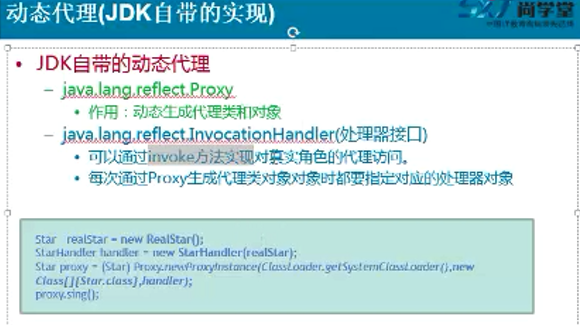 动态代理(JDK自带的实现)
尚学堂
• JDK自带的动态代理
– java.lang.reflect.Proxy
• 作用：动态生成代理类和对象
– java.lang.reflect.InvocationHandler(处理器接口)
• 可以通过invoke方法实现对真实角色的代理访问。
• 每次通过Proxy生成代理类对象对象时都要指定对应的处理器对象
Star realStar = new RealStar();
StarHandler handler = new StarHandler(realStar);
Star proxy = (Star) Proxy.newProxyInstance(ClassLoader.getSystemClassLoader(),new
Class[]{Star.class},handler);
proxy.sing();